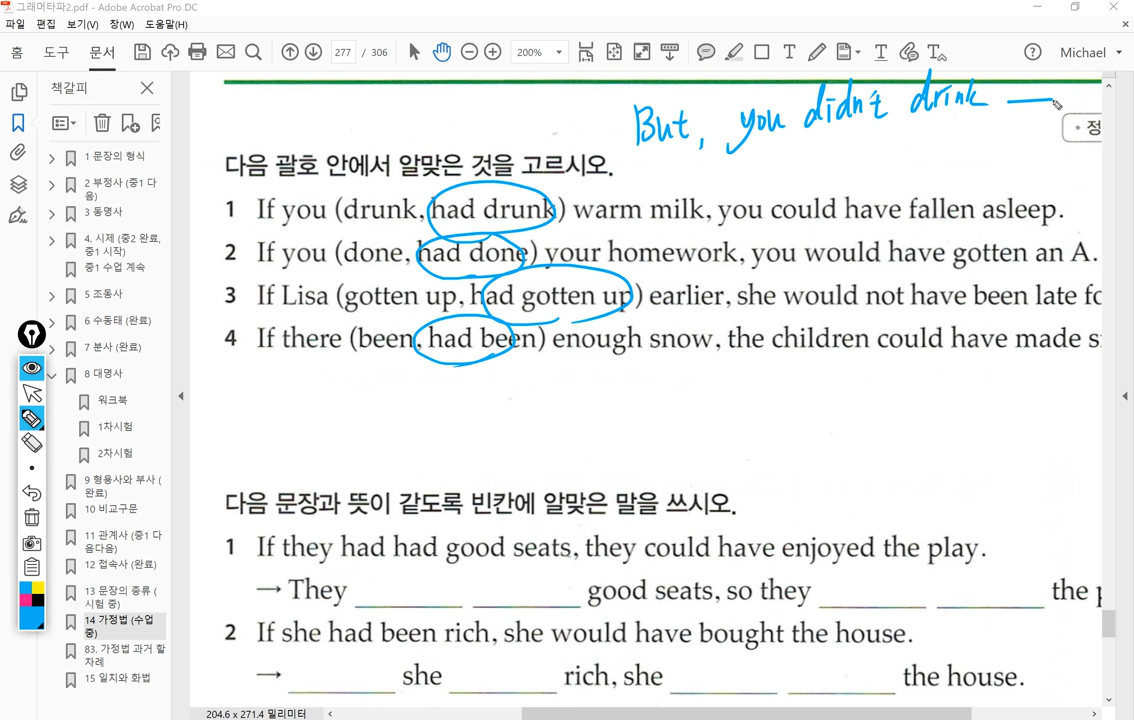 그래머타파2.pdf - Adobe Acrobat Pro DC
파일 편집 보기(V) 창(W) 도움말(H)
홈 도구 문서 277 / 306 200% Michael
책갈피
1 문장의 형식
2 부정사 (중1 다
음)
3 동명사
4. 시제 (중2 완료,
중1 시작)
중1 수업 계속
5 조동사
6 수동태 (완료)
7 분사 (완료)
8 대명사
워크북
1차시험
2차시험
9 형용사와 부사 (
완료)
10 비교구문
11 관계사 (중1 다
음다음)
12 접속사 (완료)
13 문장의 종류 (
시험 중)
14 가정법 (수업
중)
83. 가정법 과거 할
차례
15 일치와 화법
But, you didn't drink —
• 정
다음 괄호 안에서 알맞은 것을 고르시오.
1 If you (drunk, had drunk) warm milk, you could have fallen asleep.
2 If you (done, had done) your homework, you would have gotten an A.
3 If Lisa (gotten up, had gotten up) earlier, she would not have been late fo
4 If there (been, had been) enough snow, the children could have made s
다음 문장과 뜻이 같도록 빈칸에 알맞은 말을 쓰시오.
1 If they had had good seats, they could have enjoyed the play.
→ They ________ ________ good seats, so they ________ ________ the p
2 If she had been rich, she would have bought the house.
→ ________ she ________ rich, she ________ ________ the house.
204.6 x 271.4 밀리미터